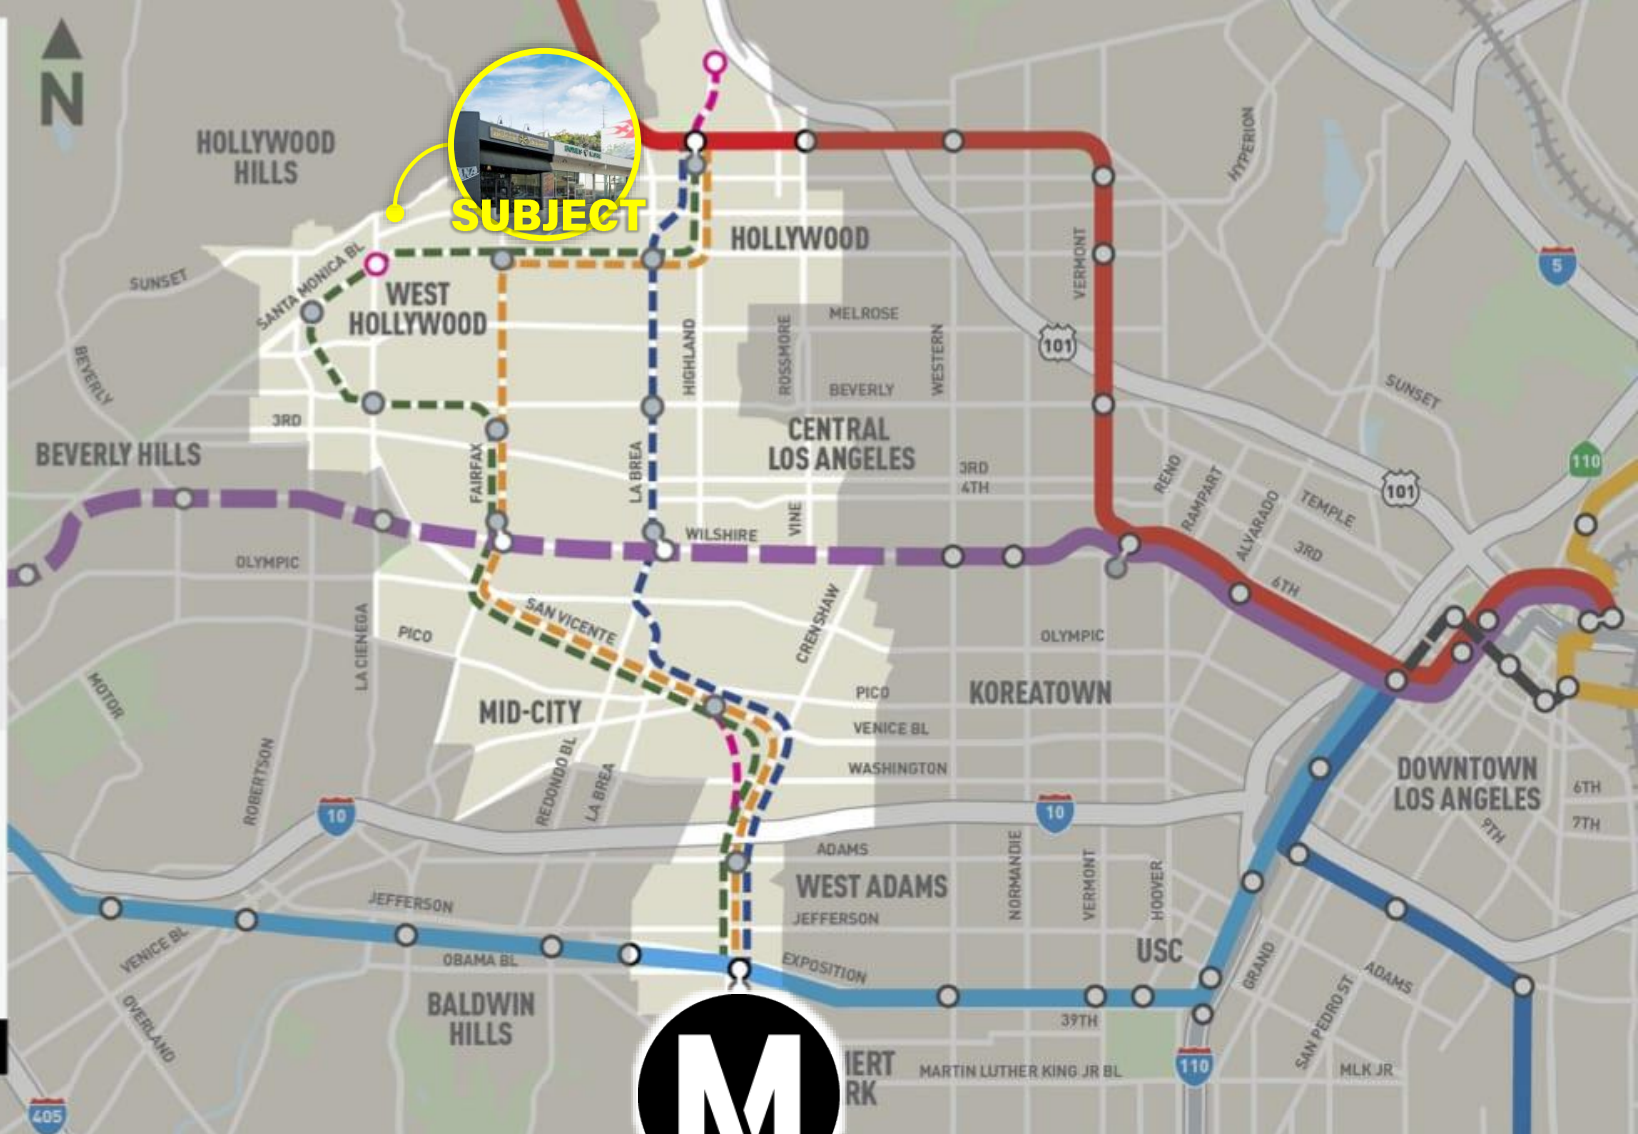 N
HOLLYWOOD
HILLS
SUBJECT
HYPERION
HOLLYWOOD
SANTA MONICA BL
SUNSET
WEST
HOLLYWOOD
VERMONT
5
MELROSE
HIGHLAND
ROSSMORE
WESTERN
101
BEVERLY
BEVERLY
SUNSET
3RD
CENTRAL
LOS ANGELES
BEVERLY HILLS
FAIRFAX
LA BREA
3RD
4TH
RENO
RAMPART
110
101
TEMPLE
ALVARADO
VINE
WILSHIRE
3RD
6TH
OLYMPIC
SAN VICENTE
CRENSHAW
PICO
OLYMPIC
LA CIENEGA
MOTOR
MID-CITY
PICO
KOREATOWN
VENICE BL
WASHINGTON
ROBERTSON
REDONDO BL
LA BREA
DOWNTOWN
LOS ANGELES
6TH
7TH
9TH
10
10
ADAMS
WEST ADAMS
NORMANDIE
VERMONT
HOOVER
JEFFERSON
JEFFERSON
VENICE BL
OBAMA BL
EXPOSITION
USC
GRAND
ADAMS
SAN PEDRO ST
OVERLAND
BALDWIN
HILLS
39TH
M
MERT
RK
MARTIN LUTHER KING JR BL
110
MLK JR
405